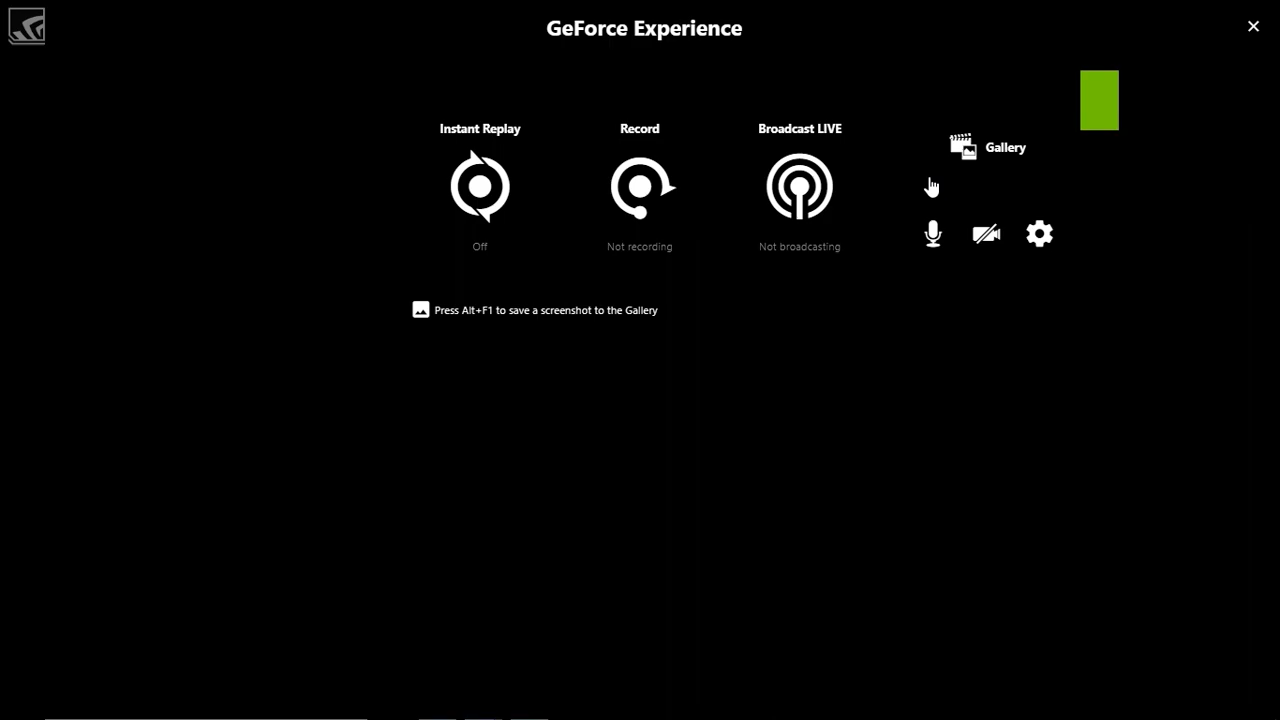 GeForce Experience
Instant Replay
Record
Broadcast LIVE
Gallery
Off
Not recording
Not broadcasting
Press Alt+F1 to save a screenshot to the Gallery